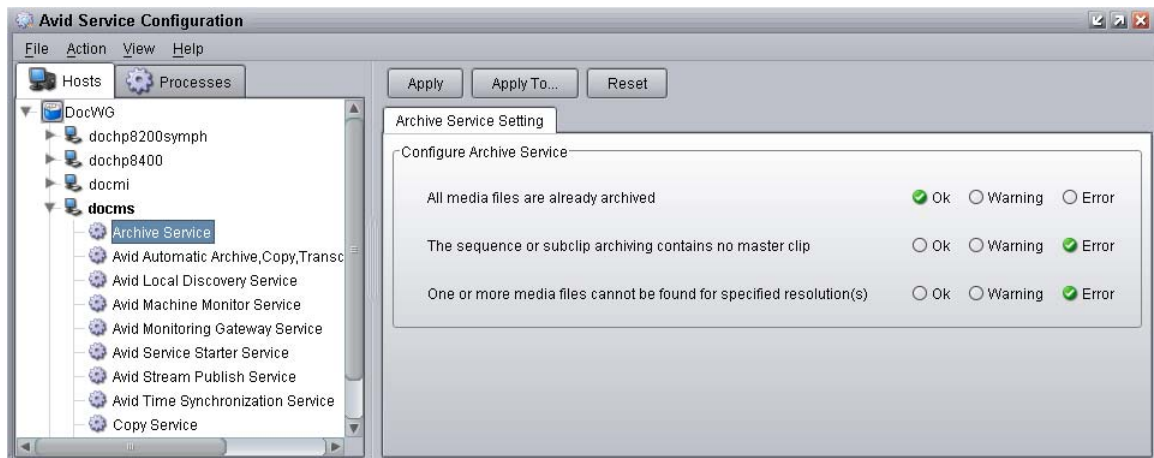 Avid Service Configuration
File Action View Help
Hosts Processes
DocWG
dochp8200symph
dochp8400
docmi
docms
Archive Service
Avid Automatic Archive,Copy,Transc
Avid Local Discovery Service
Avid Machine Monitor Service
Avid Monitoring Gateway Service
Avid Service Starter Service
Avid Stream Publish Service
Avid Time Synchronization Service
Copy Service
Apply Apply To... Reset
Archive Service Setting
Configure Archive Service
All media files are already archived Ok Warning Error
The sequence or subclip archiving contains no master clip Ok Warning Error
One or more media files cannot be found for specified resolution(s) Ok Warning Error